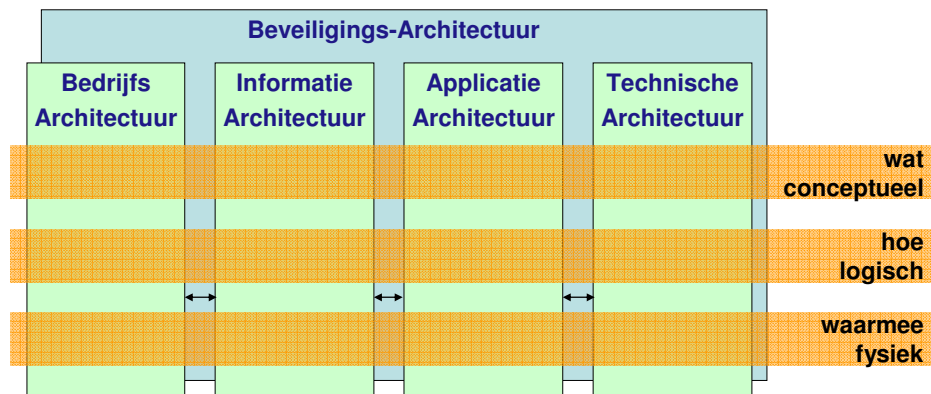 Beveiligings-Architectuur
Bedrijfs
Architectuur
Informatie
Architectuur
Applicatie
Architectuur
Technische
Architectuur
wat
conceptueel
hoe
logisch
waarmee
fysiek